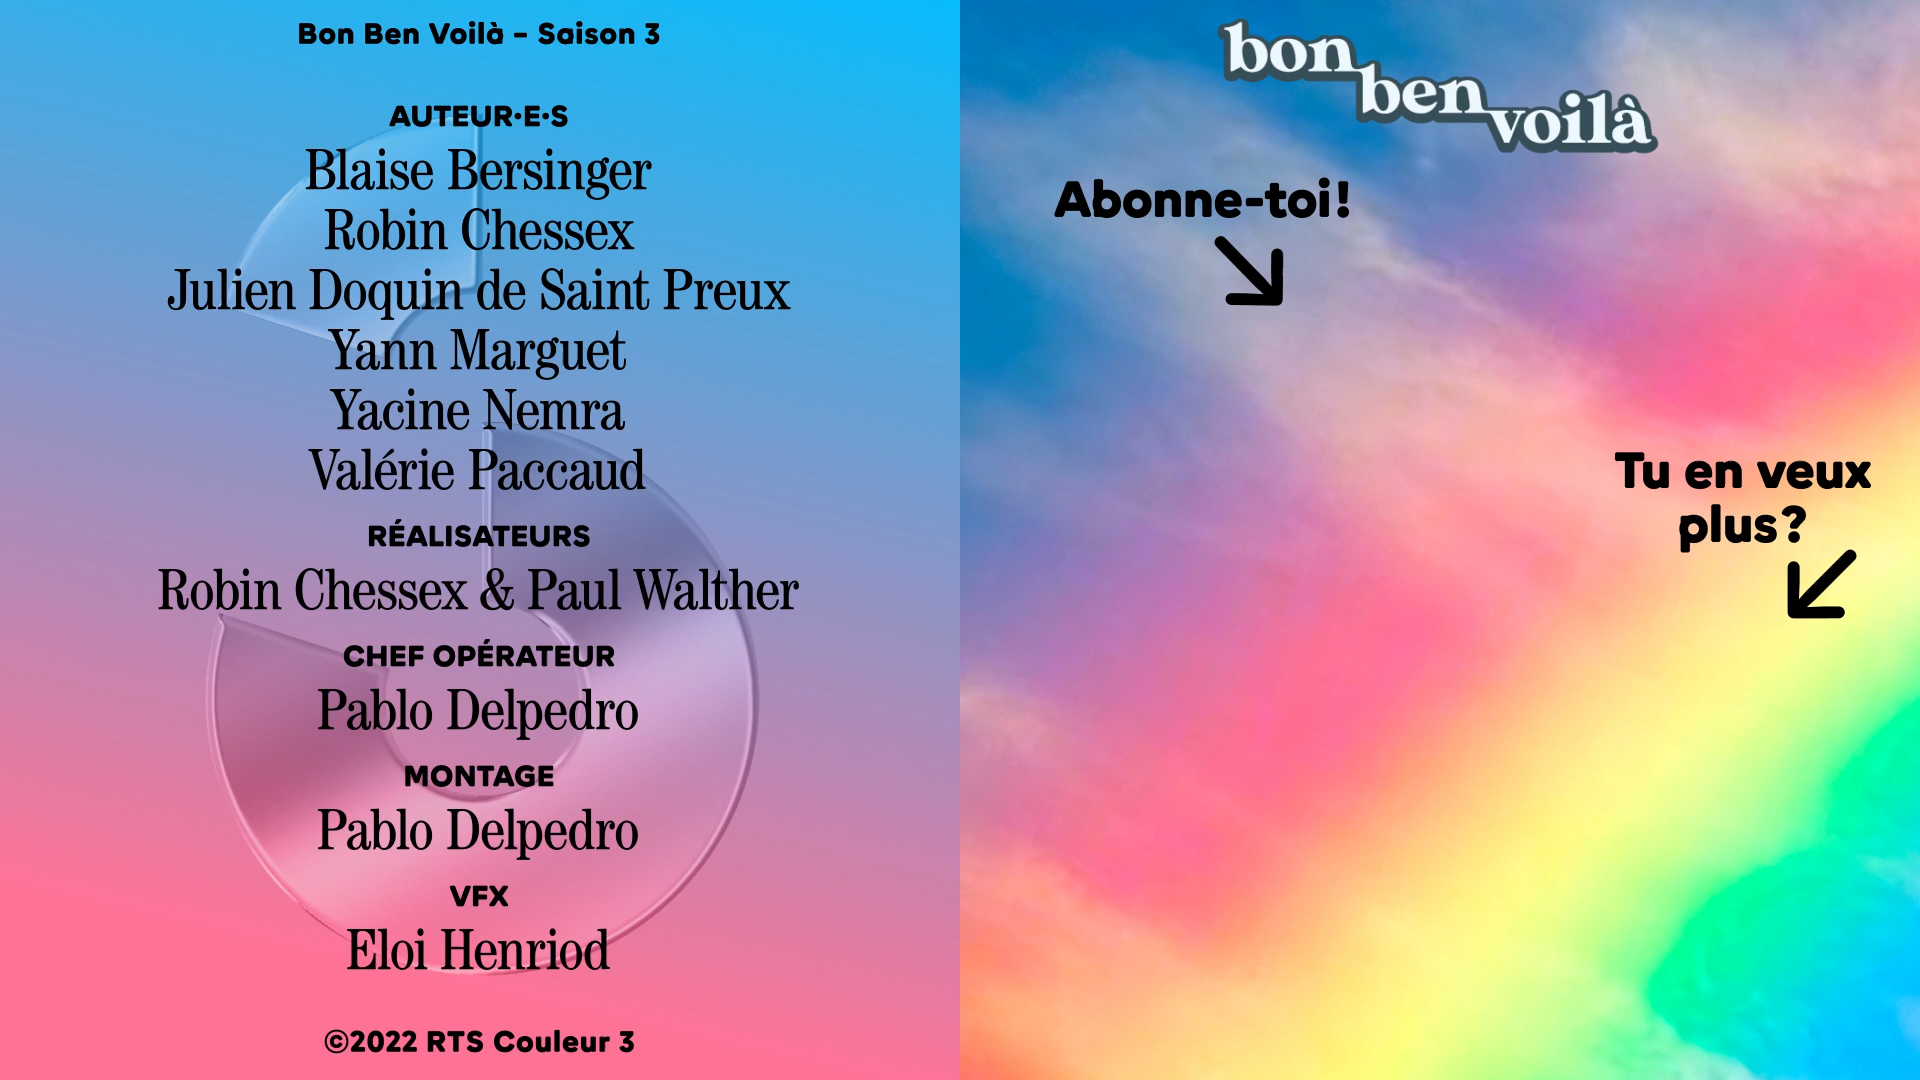 Bon Ben Voilà – Saison 3
AUTEUR·E·S
Blaise Bersinger
Robin Chessex
Julien Doquin de Saint Preux
Yann Marguet
Yacine Nemra
Valérie Paccaud
RÉALISATEURS
Robin Chessex & Paul Walther
CHEF OPÉRATEUR
Pablo Delpedro
MONTAGE
Pablo Delpedro
VFX
Eloi Henriod
©2022 RTS Couleur 3
bon
ben
voilà
Abonne-toi!
Tu en veux
plus?